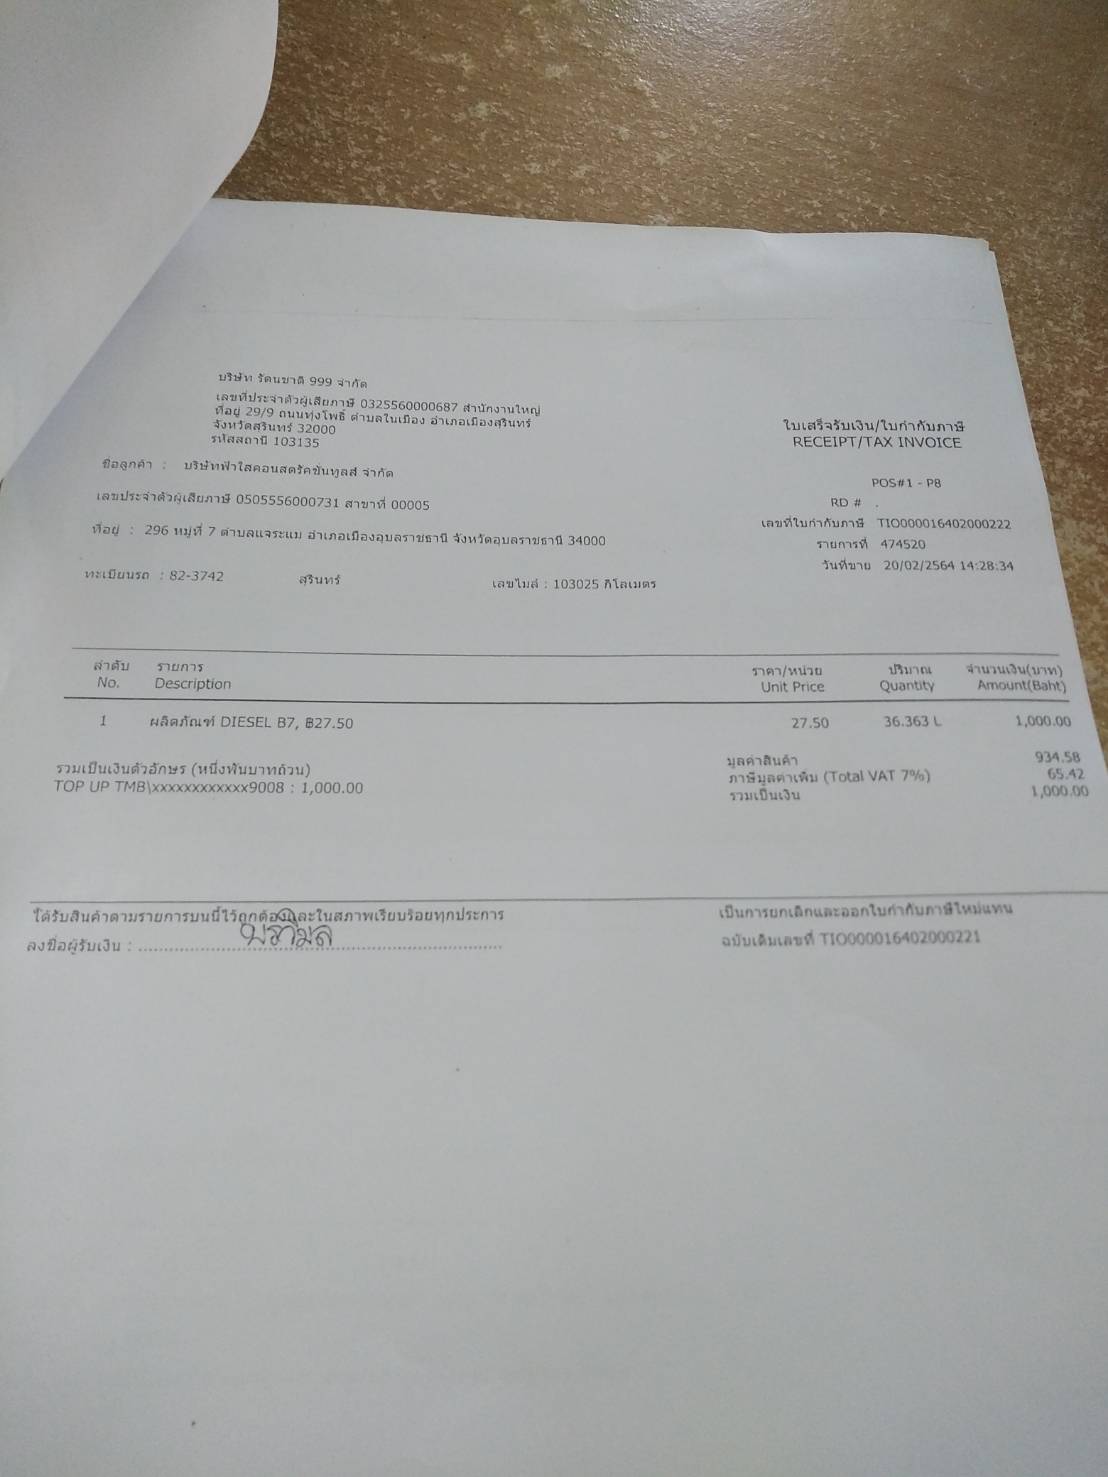 บริษัท รัตนชาติ 999 จำกัด
เลขที่ประจำตัวผู้เสียภาษี 0325560000687 สำนักงานใหญ่
ที่อยู่ 29/9 ถนนทุ่งโพธิ์ ตำบลในเมือง อำเภอเมืองสุรินทร์
จังหวัดสุรินทร์ 32000
รหัสสถานี 103135
ใบเสร็จรับเงิน/ใบกำกับภาษี
RECEIPT/TAX INVOICE
ชื่อลูกค้า : บริษัทฟ้าใสคอนสตรัคชันทูลส์ จำกัด
POS#1 - P8
เลขประจำตัวผู้เสียภาษี 0505556000731 สาขาที่ 00005
RD # .
เลขที่ใบกำกับภาษี TIO000016402000222
ที่อยู่ : 296 หมู่ที่ 7 ตำบลแจระแม อำเภอเมืองอุบลราชธานี จังหวัดอุบลราชธานี 34000
รายการที่ 474520
วันที่ขาย 20/02/2564 14:28:34
ทะเบียนรถ : 82-3742 สุรินทร์ เลขไมล์ : 103025 กิโลเมตร
ลำดับ รายการ ราคา/หน่วย ปริมาณ จำนวนเงิน(บาท)
No. Description Unit Price Quantity Amount(Baht)
1 ผลิตภัณฑ์ DIESEL B7, ฿27.50 27.50 36.363 L 1,000.00
มูลค่าสินค้า 934.58
รวมเป็นเงินตัวอักษร (หนึ่งพันบาทถ้วน) ภาษีมูลค่าเพิ่ม (Total VAT 7%) 65.42
TOP UP TMB\xxxxxxxxxxxx9008 : 1,000.00 รวมเป็นเงิน 1,000.00
ได้รับสินค้าตามรายการบนนี้ไว้ถูกต้องและในสภาพเรียบร้อยทุกประการ
เป็นการยกเลิกและออกใบกำกับภาษีใหม่แทน
ลงชื่อผู้รับเงิน :
ฉบับเดิมเลขที่ TIO000016402000221